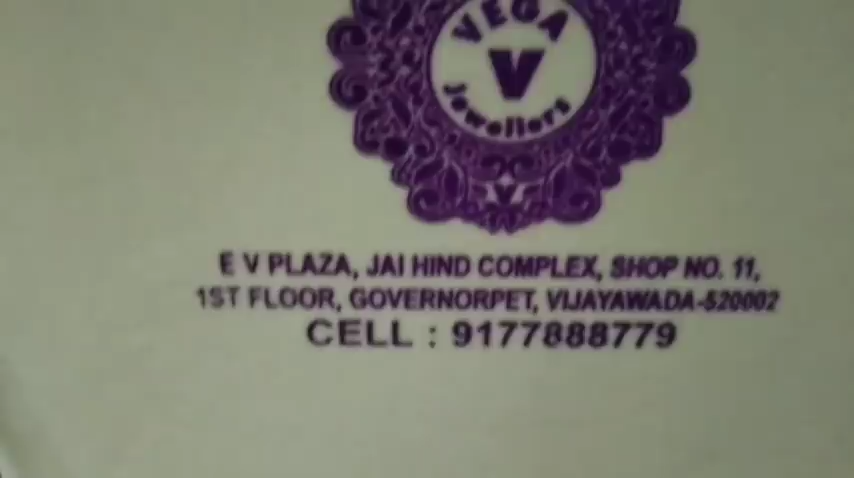 VEGA
V
Jewellers
E V PLAZA, JAI HIND COMPLEX, SHOP NO. 11,
1ST FLOOR, GOVERNORPET, VIJAYAWADA-520002
CELL : 9177888779